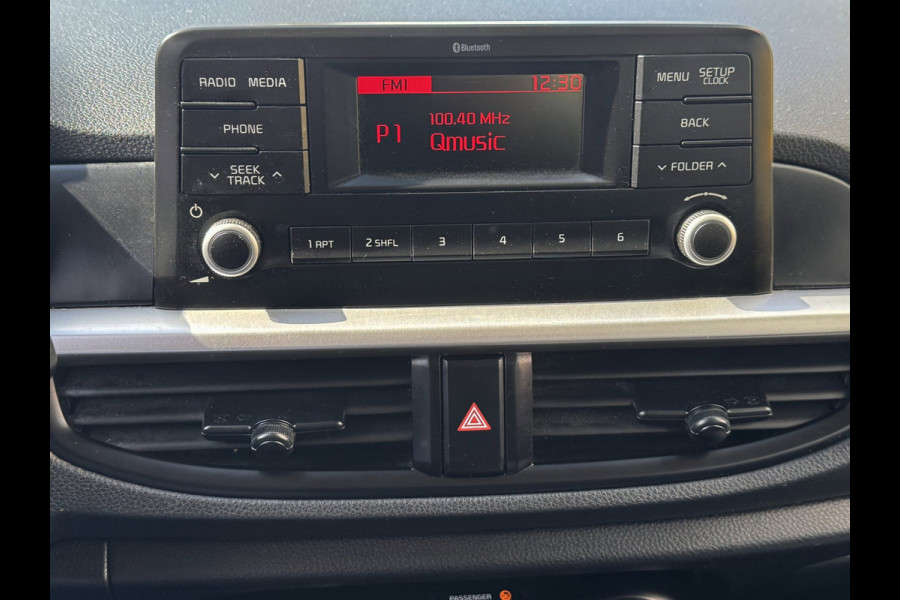 Bluetooth
RADIO MEDIA
PHONE
SEEK
TRACK
FM1 12:30
P1
100.40 MHz
Qmusic
MENU SETUP
CLOCK
BACK
FOLDER
1 RPT
2 SHFL
3
4
5
6
PASSENGER